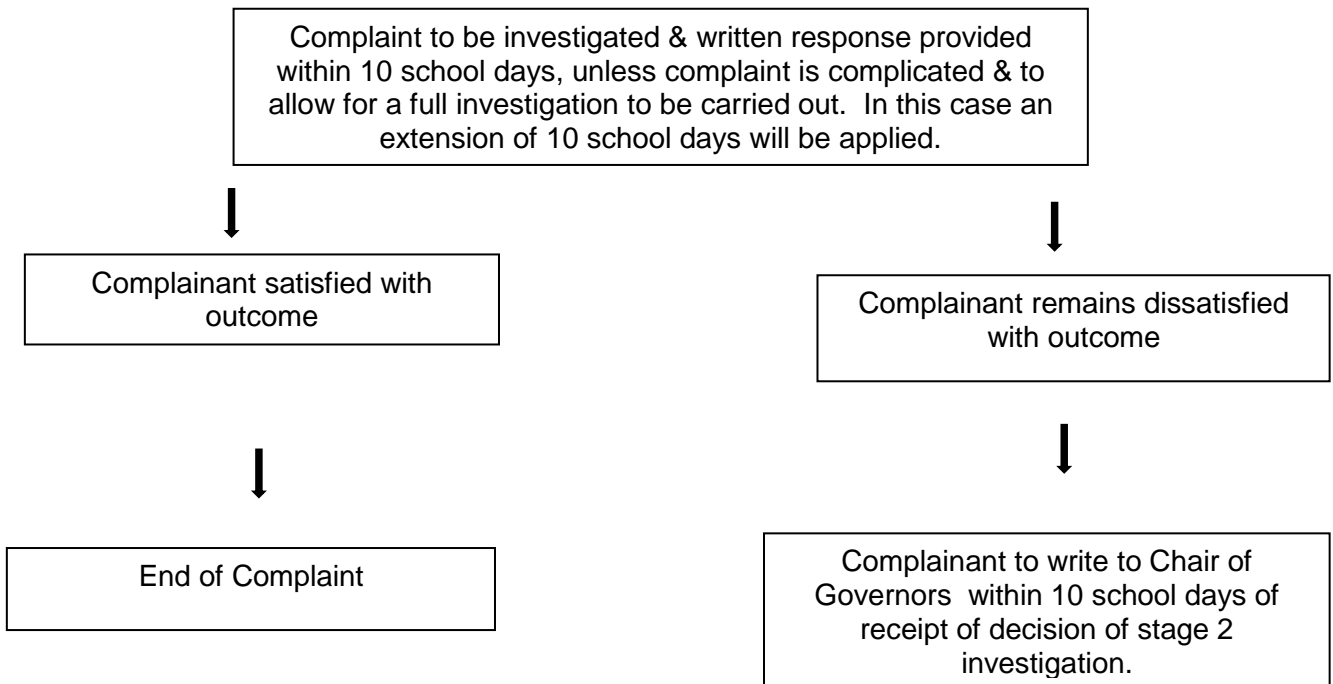 Complaint to be investigated & written response provided
within 10 school days, unless complaint is complicated & to
allow for a full investigation to be carried out.  In this case an
extension of 10 school days will be applied.
Complainant satisfied with
outcome
Complainant remains dissatisfied
with outcome
End of Complaint
Complainant to write to Chair of
Governors  within 10 school days of
receipt of decision of stage 2
investigation.